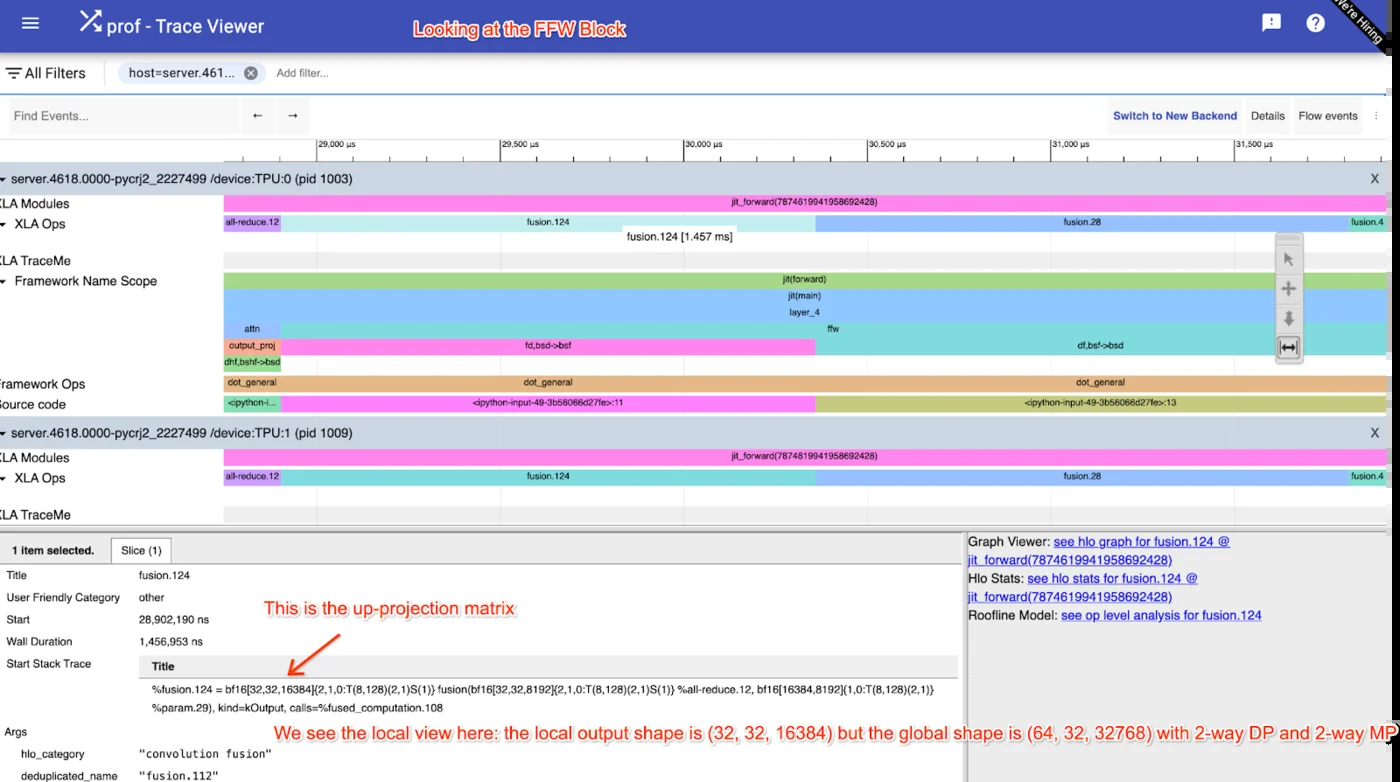 prof - Trace Viewer
Looking at the FFW Block
We're Hiring
All Filters
host=server.461...
Add filter...
Find Events...
←
→
Switch to New Backend
Details
Flow events
29,000 µs
29,500 µs
30,000 µs
30,500 µs
31,000 µs
31,500 µs
server.4618.0000-pycrj2_2227499 /device:TPU:0 (pid 1003)
X
XLA Modules
jit_forward(7874619941958692428)
XLA Ops
all-reduce.12
fusion.124
fusion.28
fusion.4
fusion.124 [1.457 ms]
XLA TraceMe
Framework Name Scope
jit(forward)
jit(main)
layer_4
attn
ffw
output_proj
fd,bsd->bsf
df,bsf->bsd
dhf,bshf->bsd
Framework Ops
dot_general
dot_general
dot_general
Source code
<ipython-i...
<ipython-input-49-3b56066d27fe>:11
<ipython-input-49-3b56066d27fe>:13
server.4618.0000-pycrj2_2227499 /device:TPU:1 (pid 1009)
X
XLA Modules
jit_forward(7874619941958692428)
XLA Ops
all-reduce.12
fusion.124
fusion.28
fusion.4
XLA TraceMe
1 item selected.
Slice (1)
Title
fusion.124
User Friendly Category
other
Start
28,902,190 ns
Wall Duration
1,456,953 ns
Start Stack Trace
Title
This is the up-projection matrix
%fusion.124 = bf16[32,32,16384]{2,1,0:T(8,128)(2,1)S(1)} fusion(bf16[32,32,8192]{2,1,0:T(8,128)(2,1)S(1)} %all-reduce.12, bf16[16384,8192]{1,0:T(8,128)(2,1)}
%param.29), kind=kOutput, calls=%fused_computation.108
We see the local view here: the local output shape is (32, 32, 16384) but the global shape is (64, 32, 32768) with 2-way DP and 2-way MP
Args
hlo_category
"convolution fusion"
deduplicated_name
"fusion.112"
Graph Viewer: see hlo graph for fusion.124 @
jit_forward(7874619941958692428)
Hlo Stats: see hlo stats for fusion.124 @
jit_forward(7874619941958692428)
Roofline Model: see op level analysis for fusion.124